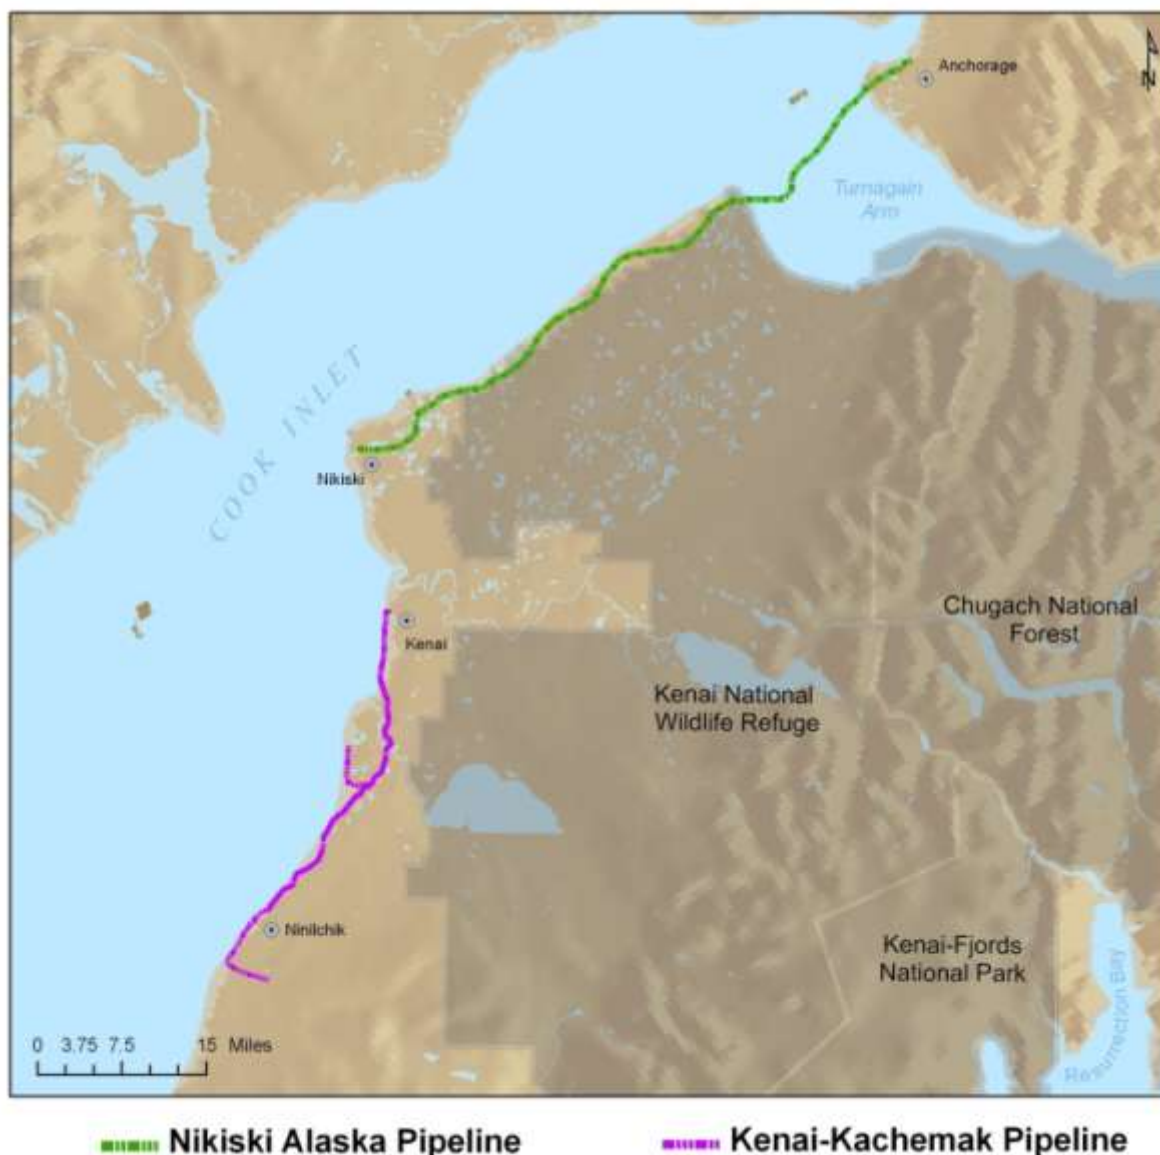 N
Anchorage
Turnagain
Arm
COOK INLET
Nikiski
Chugach National
Forest
Kenai
Kenai National
Wildlife Refuge
Ninilchik
Kenai-Fjords
National Park
Resurrection Bay
0 3.75 7.5 15 Miles
Nikiski Alaska Pipeline
Kenai-Kachemak Pipeline